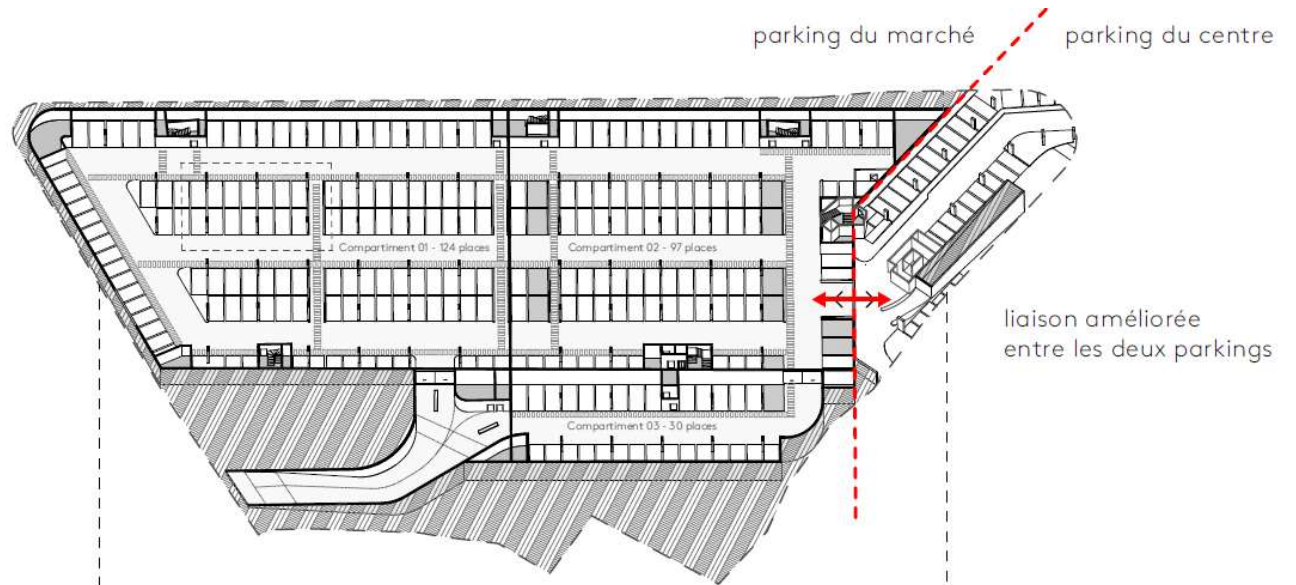 parking du marché
parking du centre
Compartiment 01 - 124 places
Compartiment 02 - 97 places
liaison améliorée
entre les deux parkings
Compartiment 03 - 30 places